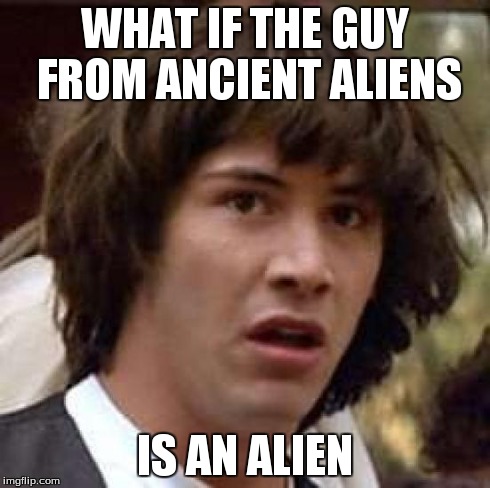 WHAT IF THE GUY
FROM ANCIENT ALIENS
IS AN ALIEN
imgflip.com